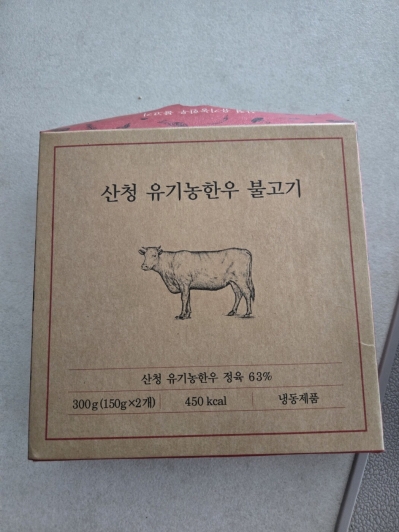 산청 유기농한우 불고기
산청 유기농한우 정육 63%
300g(150g×2개) 450 kcal 냉동제품